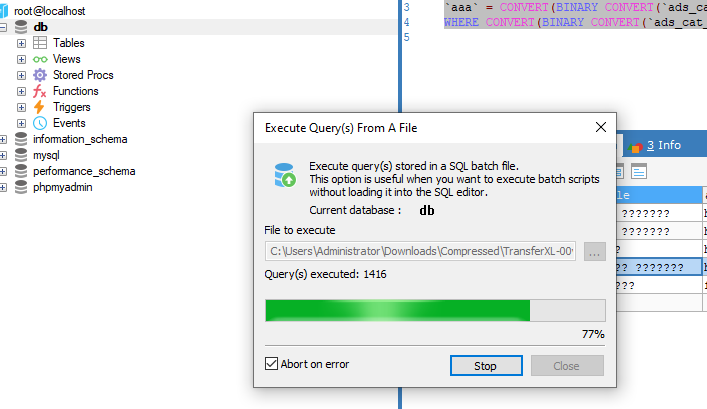 root@localhost
db
Tables
Views
Stored Procs
Functions
Triggers
Events
information_schema
mysql
performance_schema
phpmyadmin
3 `aaa` = CONVERT(BINARY CONVERT(`ads_cat_
4 WHERE CONVERT(BINARY CONVERT(`ads_cat_
5
Execute Query(s) From A File
Execute query(s) stored in a SQL batch file.
This option is useful when you want to execute batch scripts
without loading it into the SQL editor.
Current database : db
File to execute
C:\Users\Administrator\Downloads\Compressed\TransferXL-00
...
Query(s) executed: 1416
77%
Abort on error
Stop
Close
3 Info
le
???????
???????
?
?? ???????
???